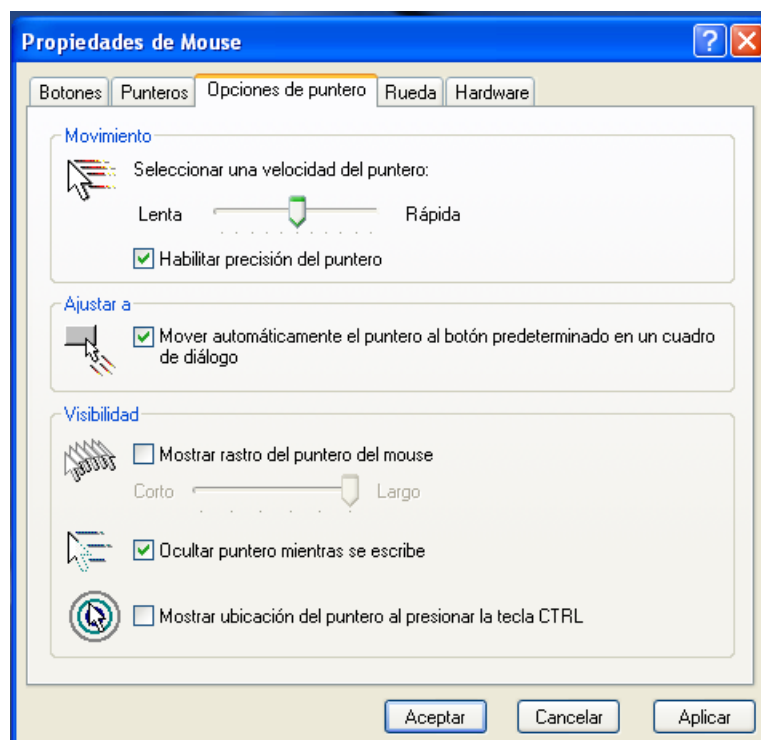 Propiedades de Mouse
Botones Punteros Opciones de puntero Rueda Hardware
Movimiento
Seleccionar una velocidad del puntero:
Lenta Rápida
Habilitar precisión del puntero
Ajustar a
Mover automáticamente el puntero al botón predeterminado en un cuadro
de diálogo
Visibilidad
Mostrar rastro del puntero del mouse
Corto Largo
Ocultar puntero mientras se escribe
Mostrar ubicación del puntero al presionar la tecla CTRL
Aceptar Cancelar Aplicar